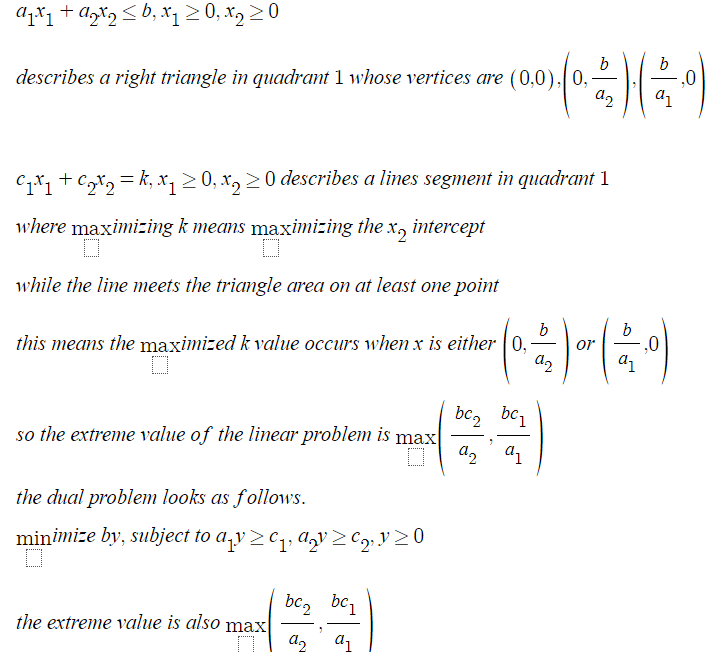 a₁x₁ + a₂x₂ ≤ b, x₁ ≥ 0, x₂ ≥ 0
describes a right triangle in quadrant 1 whose vertices are (0,0),(0, b/a₂),(b/a₁,0)
c₁x₁ + c₂x₂ = k, x₁ ≥ 0, x₂ ≥ 0 describes a lines segment in quadrant 1
where maximizing k means maximizing the x₂ intercept
while the line meets the triangle area on at least one point
this means the maximized k value occurs when x is either (0, b/a₂) or (b/a₁,0)
so the extreme value of the linear problem is max(bc₂/a₂, bc₁/a₁)
the dual problem looks as follows.
minimize by, subject to a₁y ≥ c₁, a₂y ≥ c₂, y ≥ 0
the extreme value is also max(bc₂/a₂, bc₁/a₁)